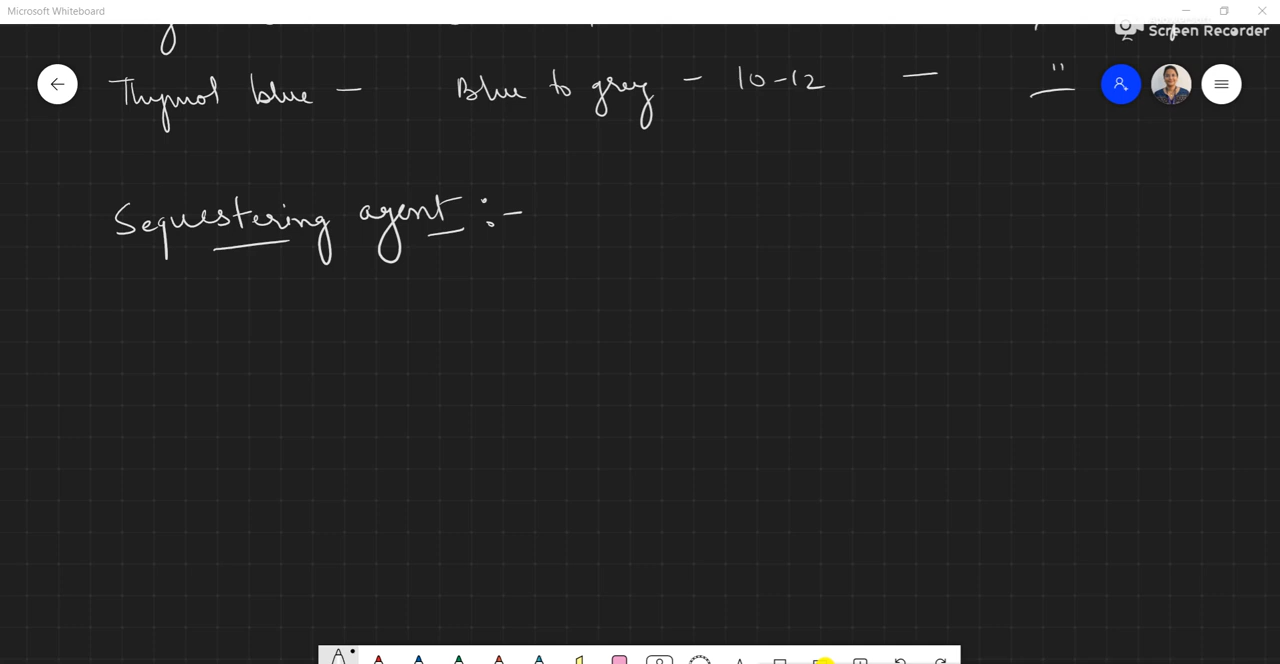 Microsoft Whiteboard
Screen Recorder
Thymol blue — Blue to grey - 10-12 — "
Sequestering agent :-